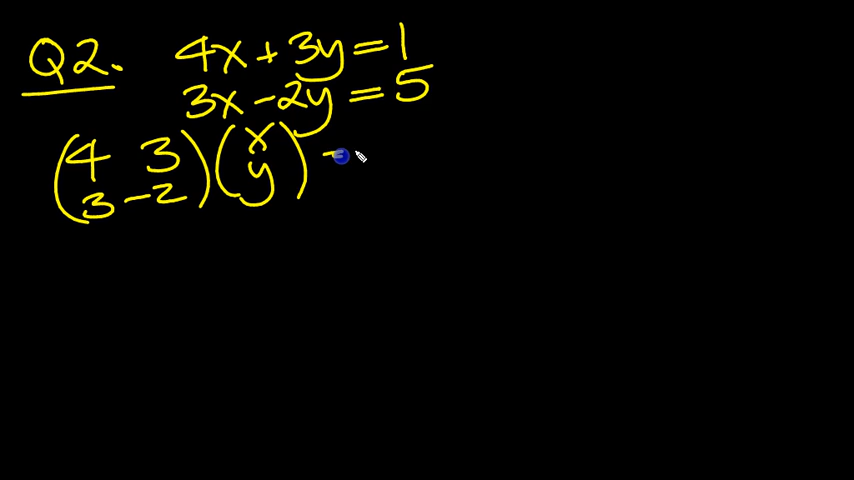 Q2. 4x + 3y = 1
3x - 2y = 5
(4 3) (x) =
(3 -2) (y)